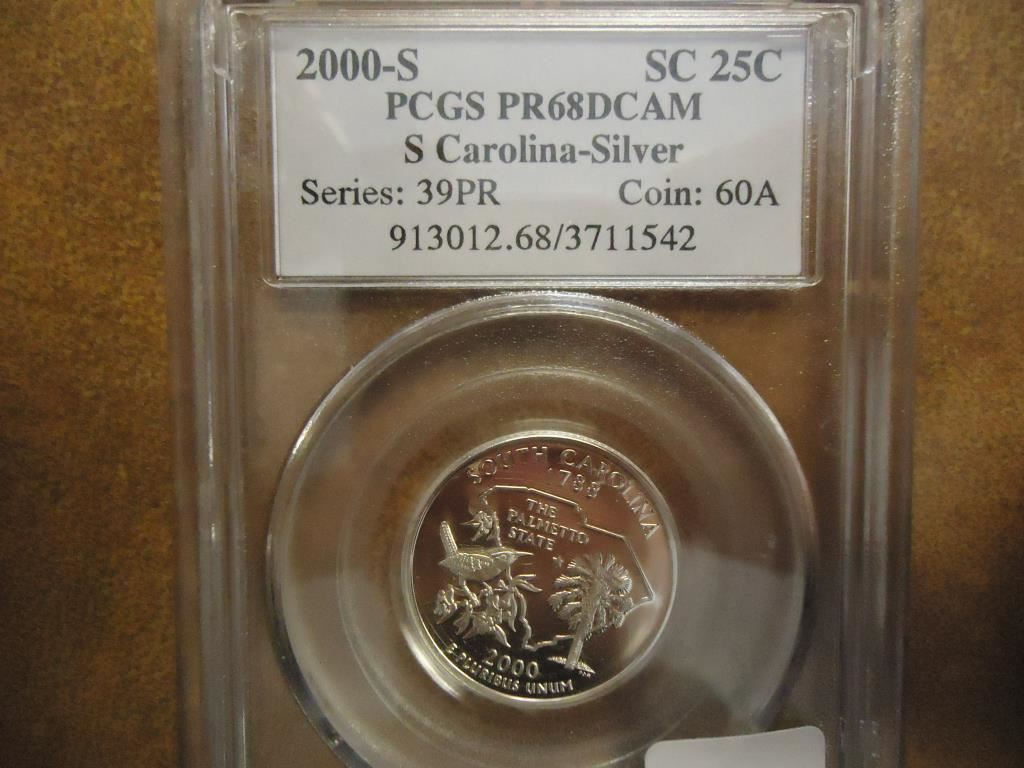 2000-S SC 25C
PCGS PR68DCAM
S Carolina-Silver
Series: 39PR Coin: 60A
913012.68/3711542
SOUTH CAROLINA
1788
THE
PALMETTO
STATE
2000
E PLURIBUS UNUM